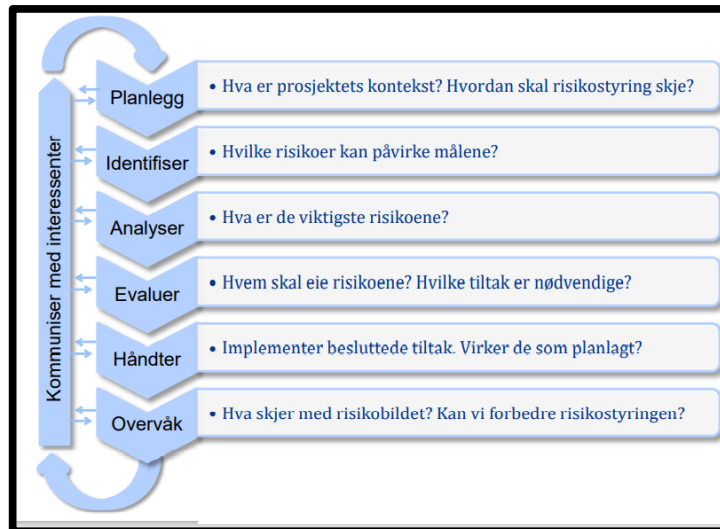 Kommuniser med interessenter
Planlegg
• Hva er prosjektets kontekst? Hvordan skal risikostyring skje?
Identifiser
• Hvilke risikoer kan påvirke målene?
Analyser
• Hva er de viktigste risikoene?
Evaluer
• Hvem skal eie risikoene? Hvilke tiltak er nødvendige?
Håndter
• Implementer besluttede tiltak. Virker de som planlagt?
Overvåk
• Hva skjer med risikobildet? Kan vi forbedre risikostyringen?